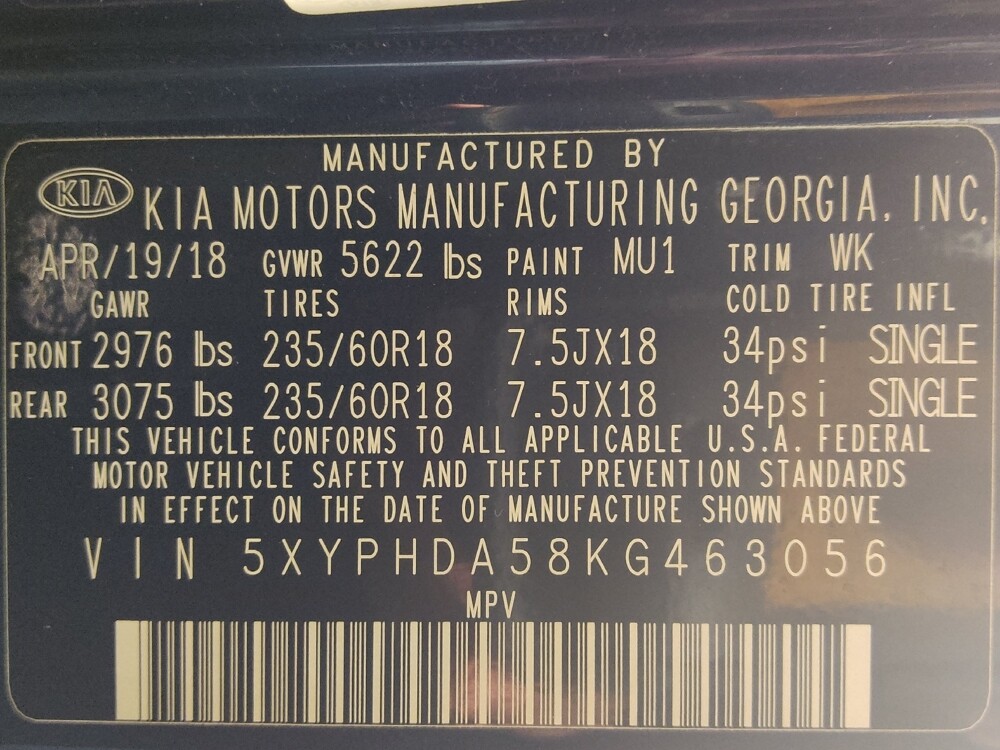 MANUFACTURED BY
KIA KIA MOTORS MANUFACTURING GEORGIA, INC.
APR/19/18 GVWR 5622 lbs PAINT MU1 TRIM WK
GAWR TIRES RIMS COLD TIRE INFL
FRONT 2976 lbs 235/60R18 7.5JX18 34psi SINGLE
REAR 3075 lbs 235/60R18 7.5JX18 34psi SINGLE
THIS VEHICLE CONFORMS TO ALL APPLICABLE U.S.A. FEDERAL
MOTOR VEHICLE SAFETY AND THEFT PREVENTION STANDARDS
IN EFFECT ON THE DATE OF MANUFACTURE SHOWN ABOVE
VIN 5XYPHDA58KG463056
MPV